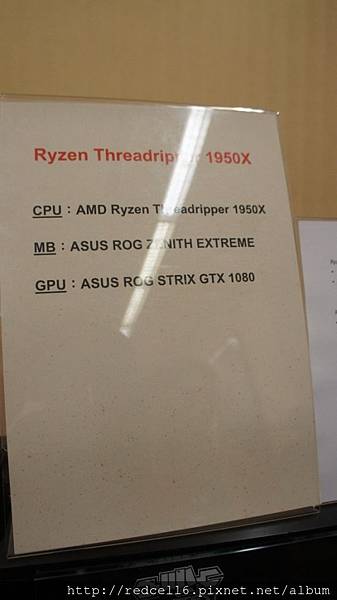 Ryzen Threadripper 1950X
CPU：AMD Ryzen Threadripper 1950X
MB：ASUS ROG ZENITH EXTREME
GPU：ASUS ROG STRIX GTX 1080
http://redcell6.pixnet.net/album